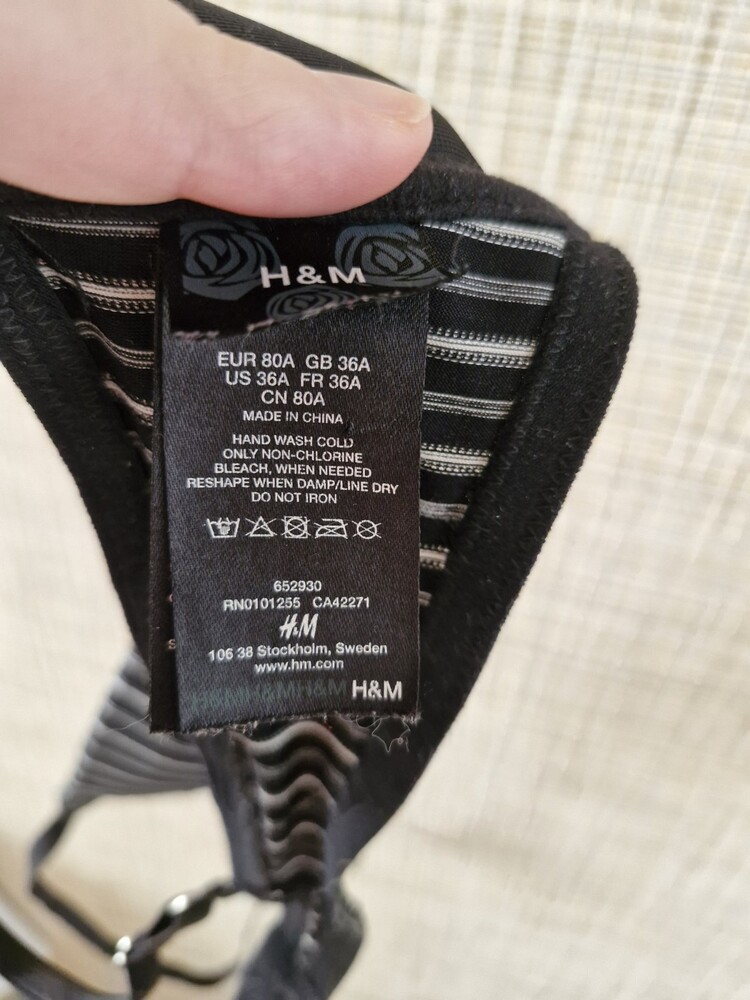 H&M
EUR 80A GB 36A
US 36A FR 36A
CN 80A
MADE IN CHINA
HAND WASH COLD
ONLY NON-CHLORINE
BLEACH, WHEN NEEDED
RESHAPE WHEN DAMP/LINE DRY
DO NOT IRON
652930
RN0101255 CA42271
H&M
106 38 Stockholm, Sweden
www.hm.com
H&MH&MH&M H&M